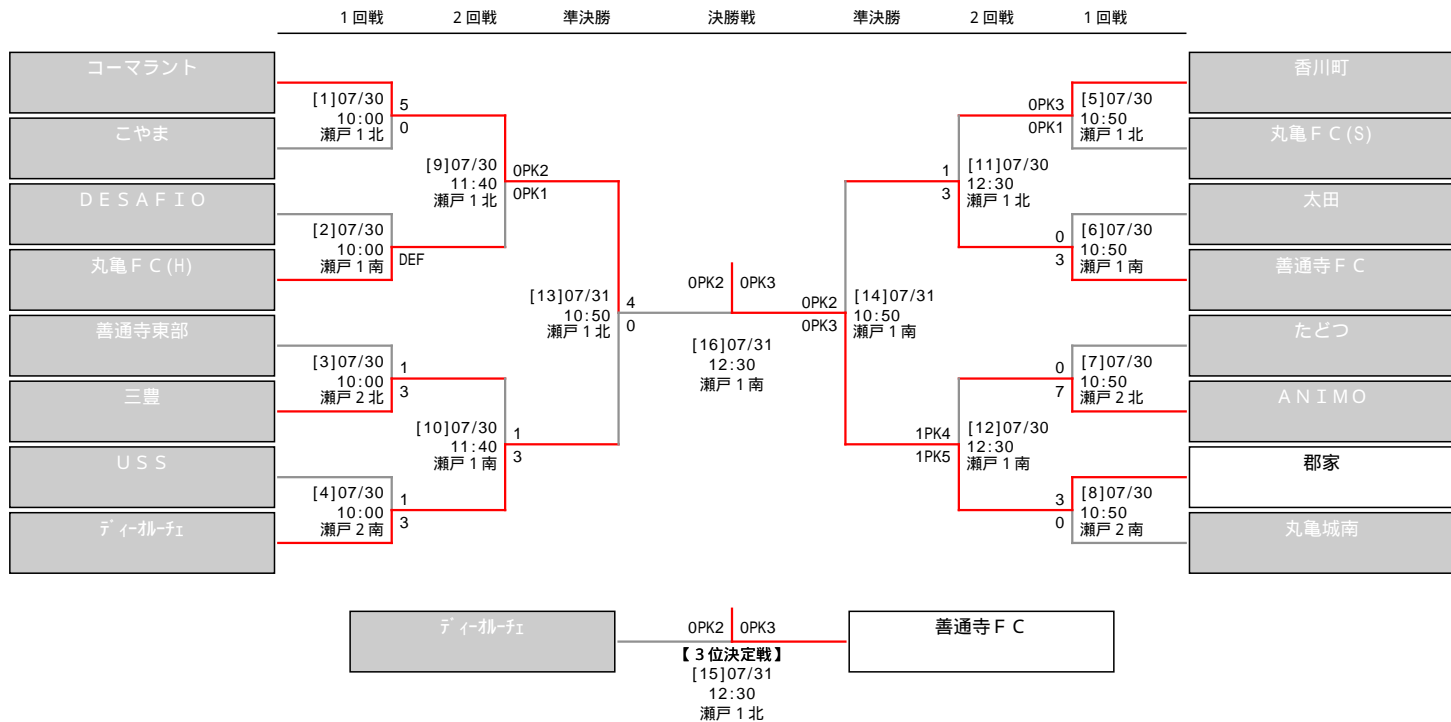 1回戦 2回戦 準決勝 決勝戦 準決勝 2回戦 1回戦
コーマラント
こやま
DESAFIO
丸亀FC(H)
善通寺東部
三豊
USS
ディーオルーチェ
[1]07/30
10:00
瀬戸1北
5
0
[2]07/30
10:00
瀬戸1南
DEF
[3]07/30
10:00
瀬戸2北
1
3
[4]07/30
10:00
瀬戸2南
1
3
[9]07/30
11:40
瀬戸1北
0PK2
0PK1
[10]07/30
11:40
瀬戸1南
1
3
[13]07/31
10:50
瀬戸1北
4
0
0PK2 0PK3
[16]07/31
12:30
瀬戸1南
0PK2
0PK3
[14]07/31
10:50
瀬戸1南
1
3
[11]07/30
12:30
瀬戸1北
1PK4
1PK5
[12]07/30
12:30
瀬戸1南
0PK3
0PK1
[5]07/30
10:50
瀬戸1北
0
3
[6]07/30
10:50
瀬戸1南
0
7
[7]07/30
10:50
瀬戸2北
3
0
[8]07/30
10:50
瀬戸2南
香川町
丸亀FC(S)
太田
善通寺FC
たどつ
ANIMO
郡家
丸亀城南
ディーオルーチェ
0PK2 0PK3
善通寺FC
【3位決定戦】
[15]07/31
12:30
瀬戸1北